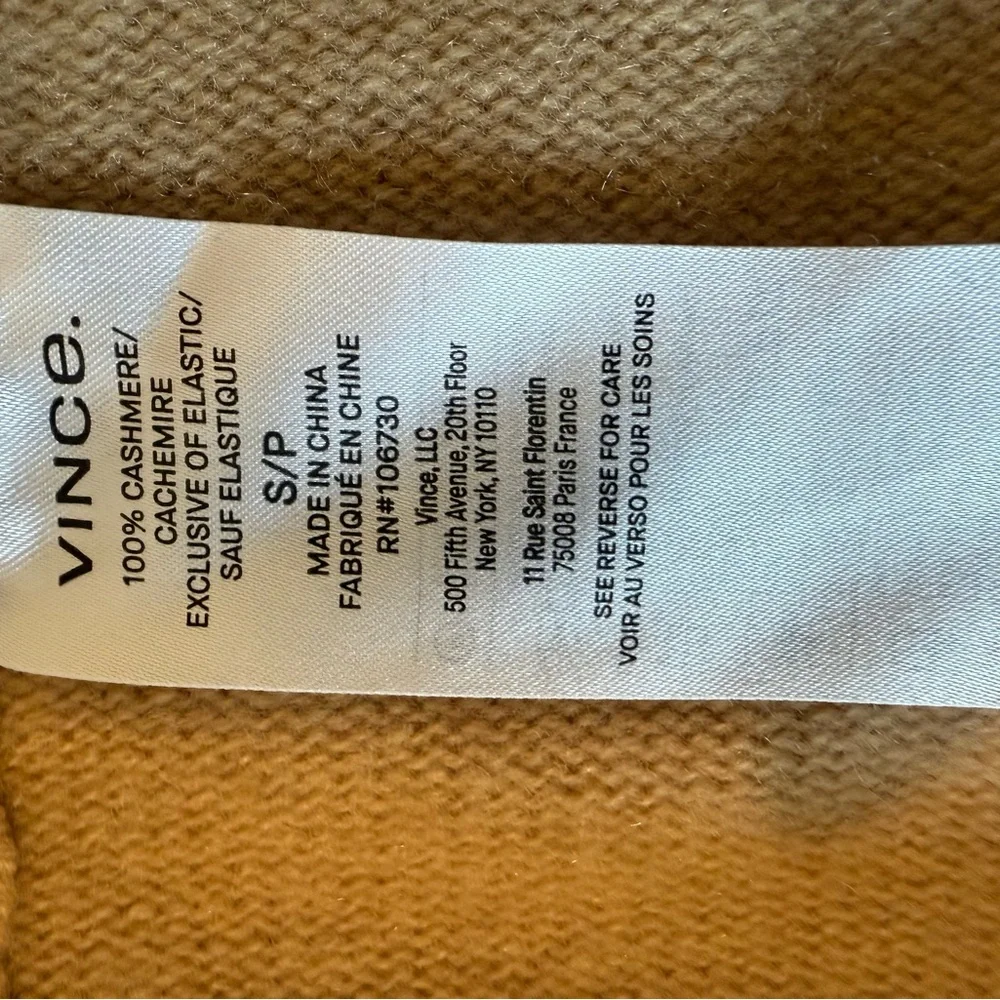 VINCE.
100% CASHMERE/
CACHEMIRE
EXCLUSIVE OF ELASTIC/
SAUF ELASTIQUE
S/P
MADE IN CHINA
FABRIQUÉ EN CHINE
RN#106730
Vince, LLC
500 Fifth Avenue, 20th Floor
New York, NY 10110
11 Rue Saint Florentin
75008 Paris France
SEE REVERSE FOR CARE
VOIR AU VERSO POUR LES SOINS